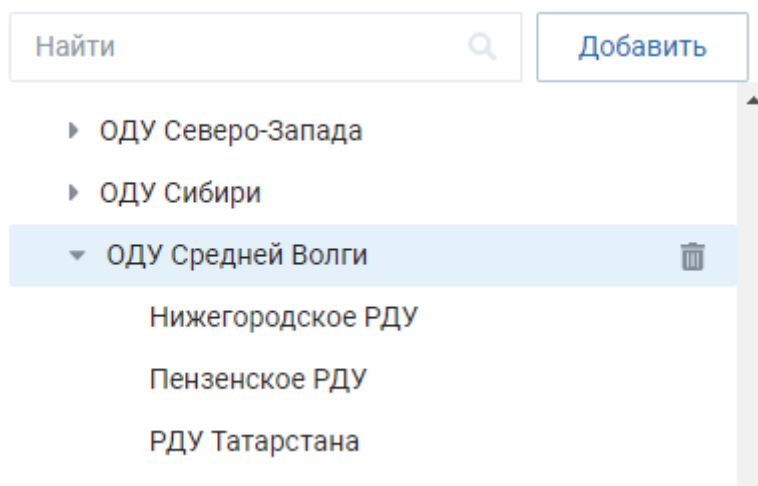 Найти
Добавить
ОДУ Северо-Запада
ОДУ Сибири
ОДУ Средней Волги
Нижегородское РДУ
Пензенское РДУ
РДУ Татарстана